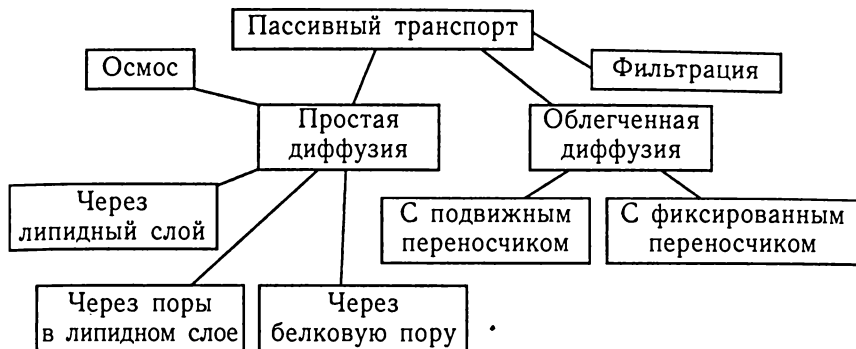 Пассивный транспорт
Осмос
Фильтрация
Простая
диффузия
Облегченная
диффузия
Через
липидный слой
С подвижным
переносчиком
С фиксированным
переносчиком
Через поры
в липидном слое
Через
белковую пору